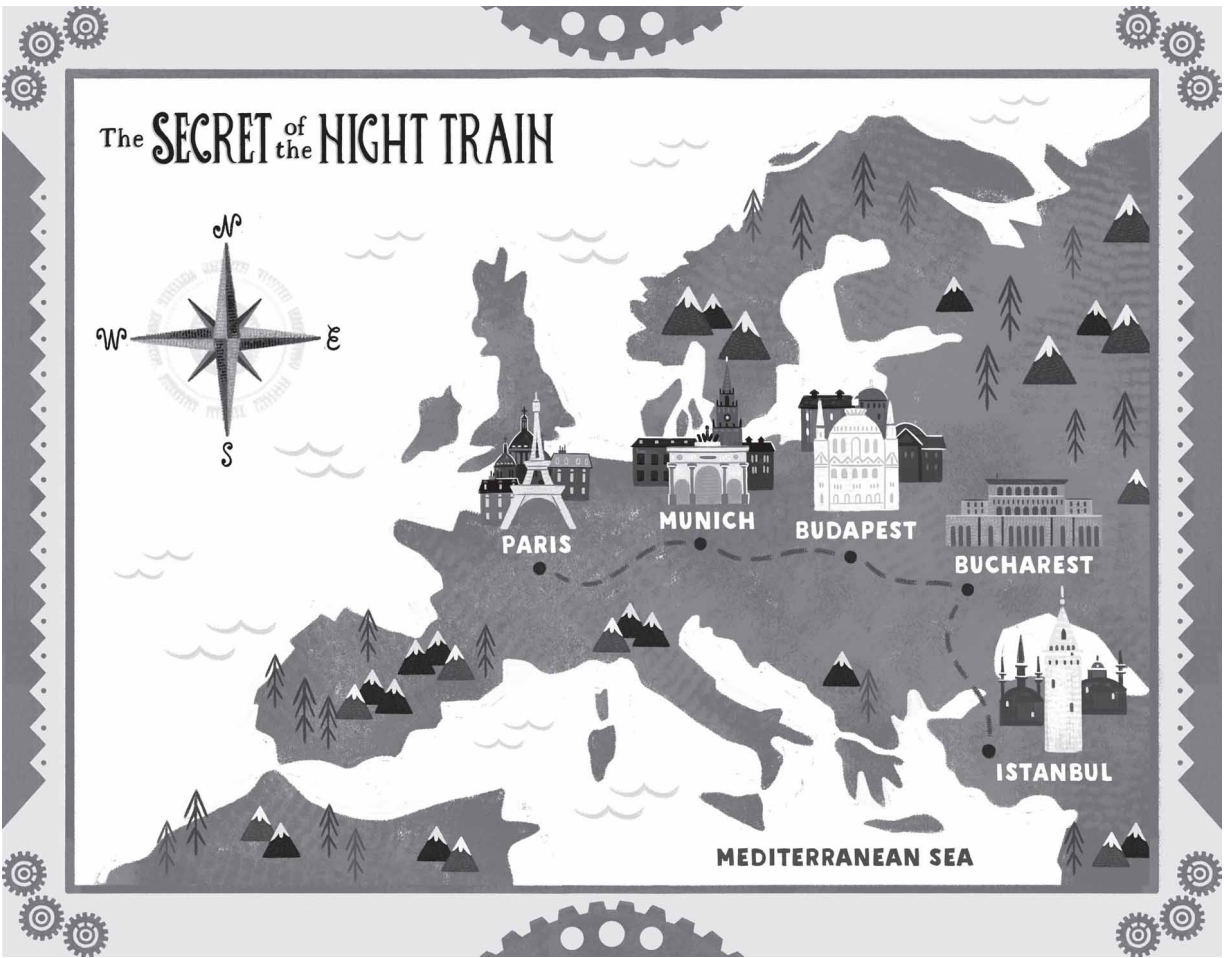 The SECRET of the NIGHT TRAIN
N
W E
S
PARIS
MUNICH
BUDAPEST
BUCHAREST
ISTANBUL
MEDITERRANEAN SEA